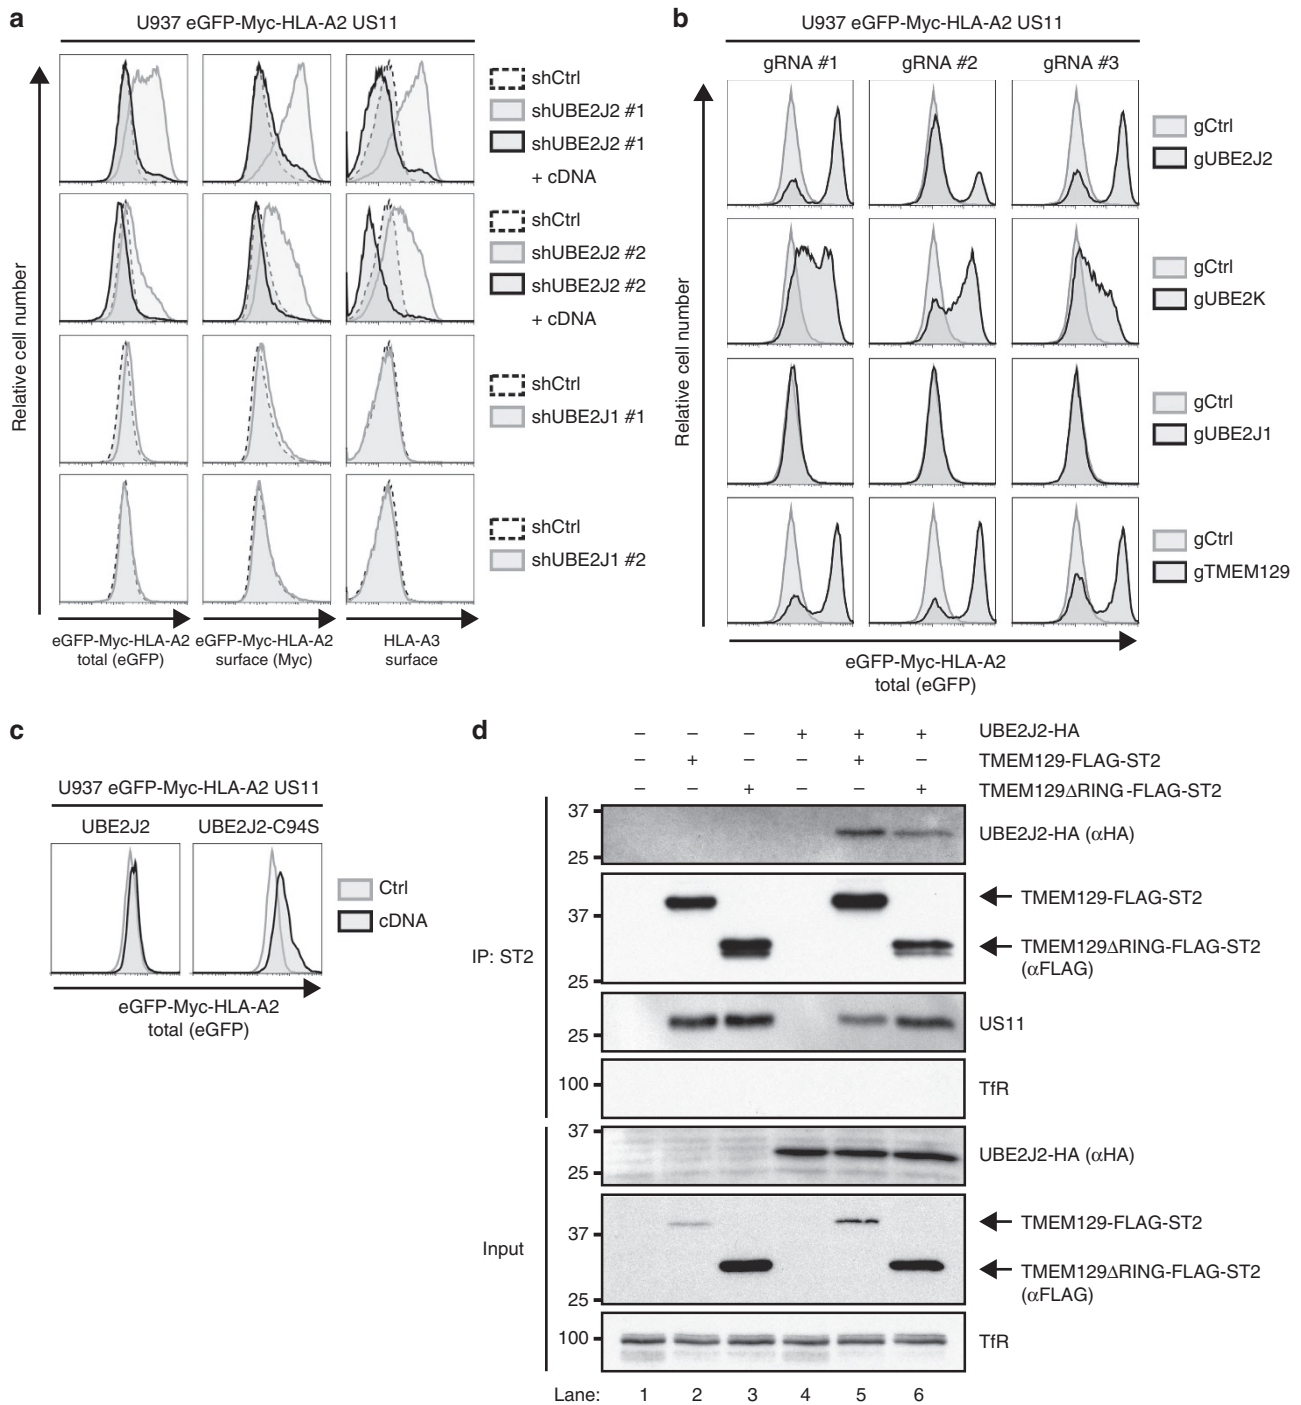 a
U937 eGFP-Myc-HLA-A2 US11
Relative cell number
shCtrl
shUBE2J2 #1
shUBE2J2 #1
+ cDNA
shCtrl
shUBE2J2 #2
shUBE2J2 #2
+ cDNA
shCtrl
shUBE2J1 #1
shCtrl
shUBE2J1 #2
eGFP-Myc-HLA-A2
total (eGFP)
eGFP-Myc-HLA-A2
surface (Myc)
HLA-A3
surface
b
U937 eGFP-Myc-HLA-A2 US11
gRNA #1 gRNA #2 gRNA #3
Relative cell number
gCtrl
gUBE2J2
gCtrl
gUBE2K
gCtrl
gUBE2J1
gCtrl
gTMEM129
eGFP-Myc-HLA-A2
total (eGFP)
c
U937 eGFP-Myc-HLA-A2 US11
UBE2J2 UBE2J2-C94S
Ctrl
cDNA
eGFP-Myc-HLA-A2
total (eGFP)
d
– – – + + + UBE2J2-HA
– + – – + – TMEM129-FLAG-ST2
– – + – – + TMEM129ΔRING-FLAG-ST2
IP: ST2
37
25
UBE2J2-HA (αHA)
37
25
TMEM129-FLAG-ST2
TMEM129ΔRING-FLAG-ST2
(αFLAG)
25
US11
100
TfR
Input
37
25
UBE2J2-HA (αHA)
37
25
TMEM129-FLAG-ST2
TMEM129ΔRING-FLAG-ST2
(αFLAG)
100
TfR
Lane: 1 2 3 4 5 6